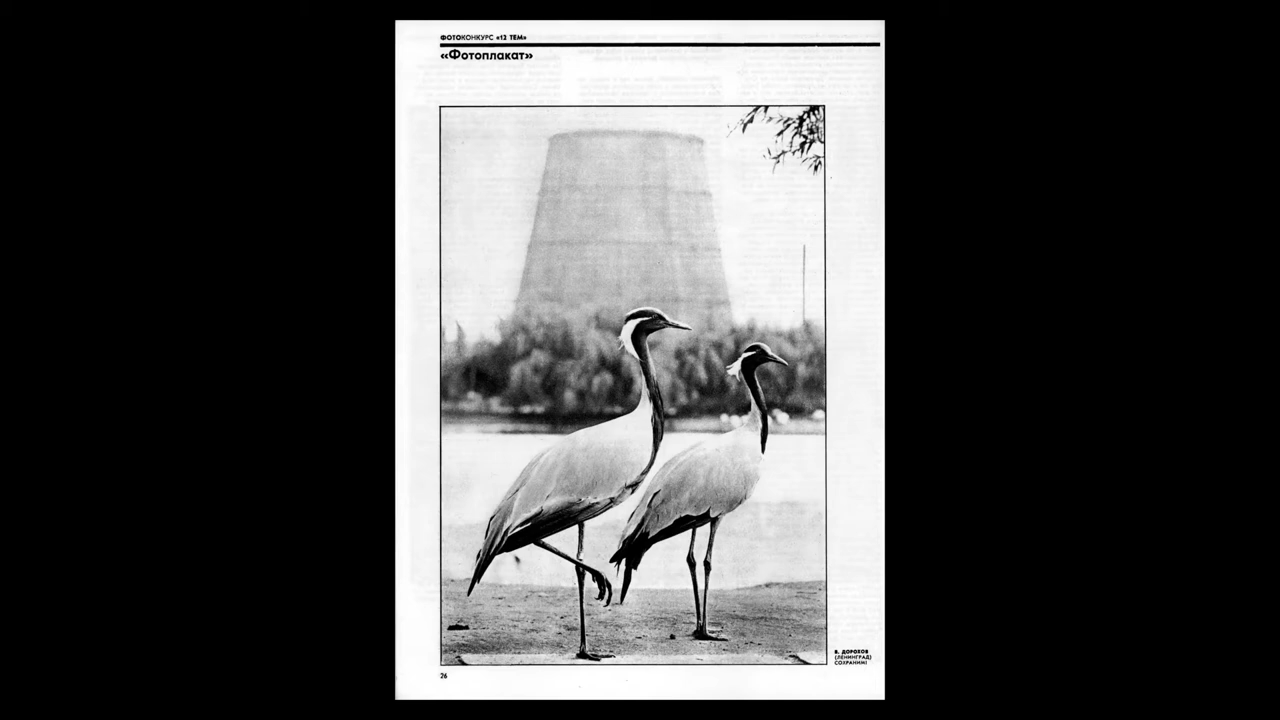 ФОТОКОНКУРС «12 ТЕМ»
«Фотоплакат»
В. ДОРОХОВ
(ЛЕНИНГРАД)
СОХРАНИМ!
26